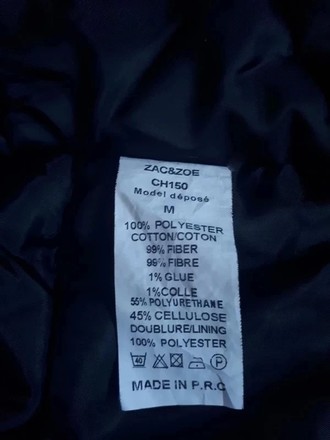 ZAC&ZOE
CH150
Model déposé
M
100% POLYESTER
COTTON/COTON
99% FIBER
99% FIBRE
1% GLUE
1%COLLE
55% POLYURETHANE
45% CELLULOSE
DOUBLURE/LINING
100% POLYESTER
40 P
MADE IN P.R.C